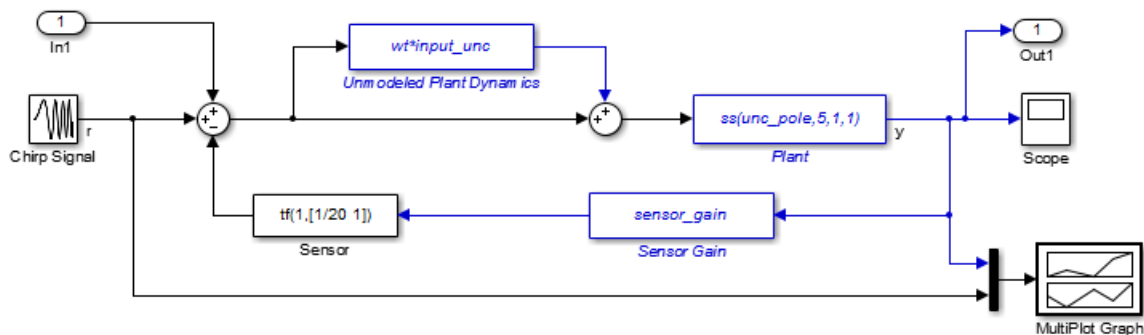 1
In1
wt*input_unc
Unmodeled Plant Dynamics
1
Out1
r
Chirp Signal
+
+
−
+
+
ss(unc_pole,5,1,1)
Plant
y
Scope
tf(1,[1/20 1])
Sensor
sensor_gain
Sensor Gain
MultiPlot Graph